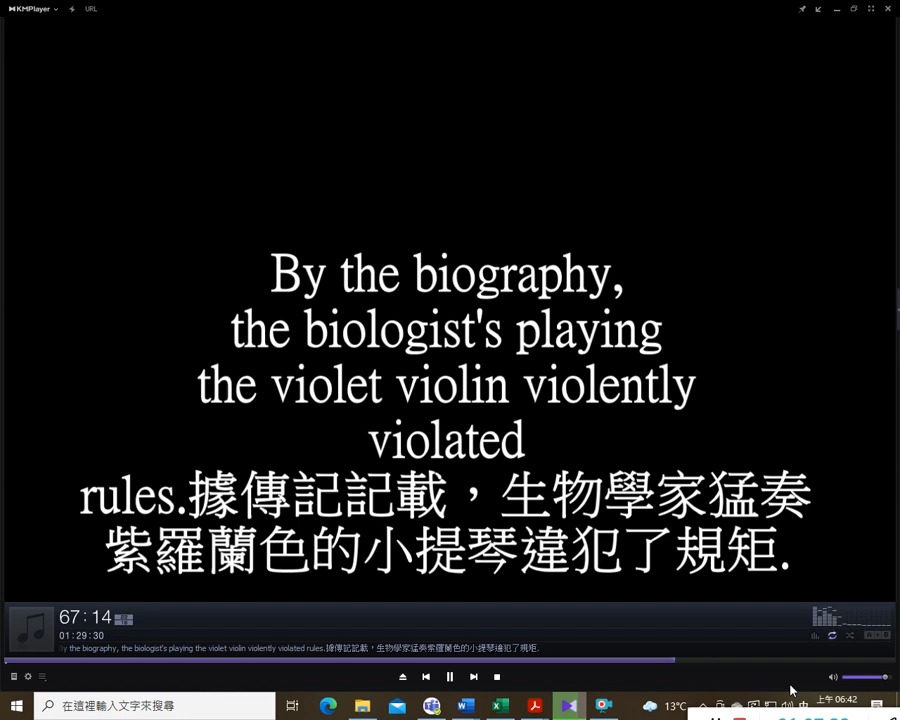 KMPlayer
URL
By the biography,
the biologist's playing
the violet violin violently
violated
rules.據傳記記載，生物學家猛奏
紫羅蘭色的小提琴違犯了規矩.
67:14
01:29:30
by the biography, the biologist's playing the violet violin violently violated rules.據傳記記載，生物學家猛奏紫羅蘭色的小提琴違犯了規矩.
在這裡輸入文字來搜尋
13°C
中
上午 06:42